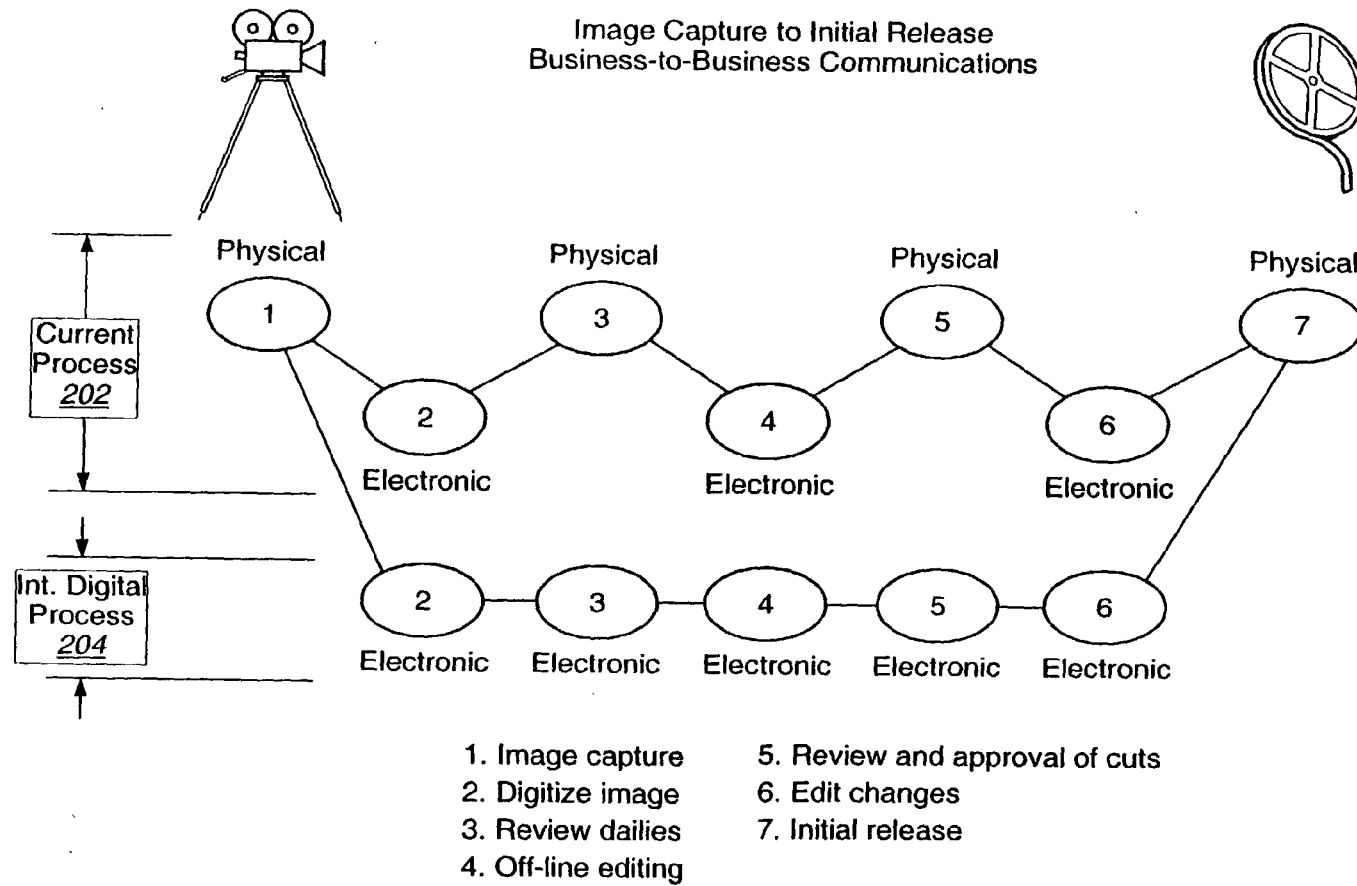 Image Capture to Initial Release
Business-to-Business Communications
Physical
Physical
Physical
Physical
1
3
5
7
Current
Process
202
2
4
6
Electronic
Electronic
Electronic
Int. Digital
Process
204
2
3
4
5
6
Electronic
Electronic
Electronic
Electronic
Electronic
1. Image capture
2. Digitize image
3. Review dailies
4. Off-line editing
5. Review and approval of cuts
6. Edit changes
7. Initial release